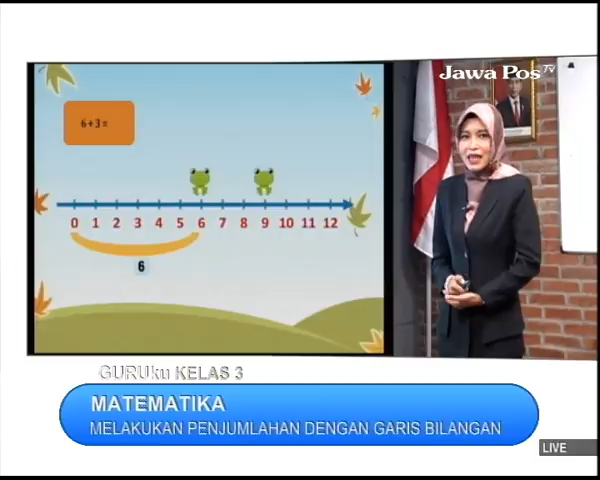 Jawa Pos TV
6+3=
0 1 2 3 4 5 6 7 8 9 10 11 12
6
GURUku KELAS 3
MATEMATIKA
MELAKUKAN PENJUMLAHAN DENGAN GARIS BILANGAN
LIVE